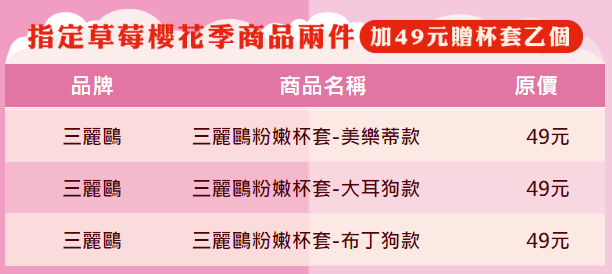 指定草莓櫻花季商品兩件 加49元贈杯套乙個
品牌 商品名稱 原價
三麗鷗 三麗鷗粉嫩杯套-美樂蒂款 49元
三麗鷗 三麗鷗粉嫩杯套-大耳狗款 49元
三麗鷗 三麗鷗粉嫩杯套-布丁狗款 49元